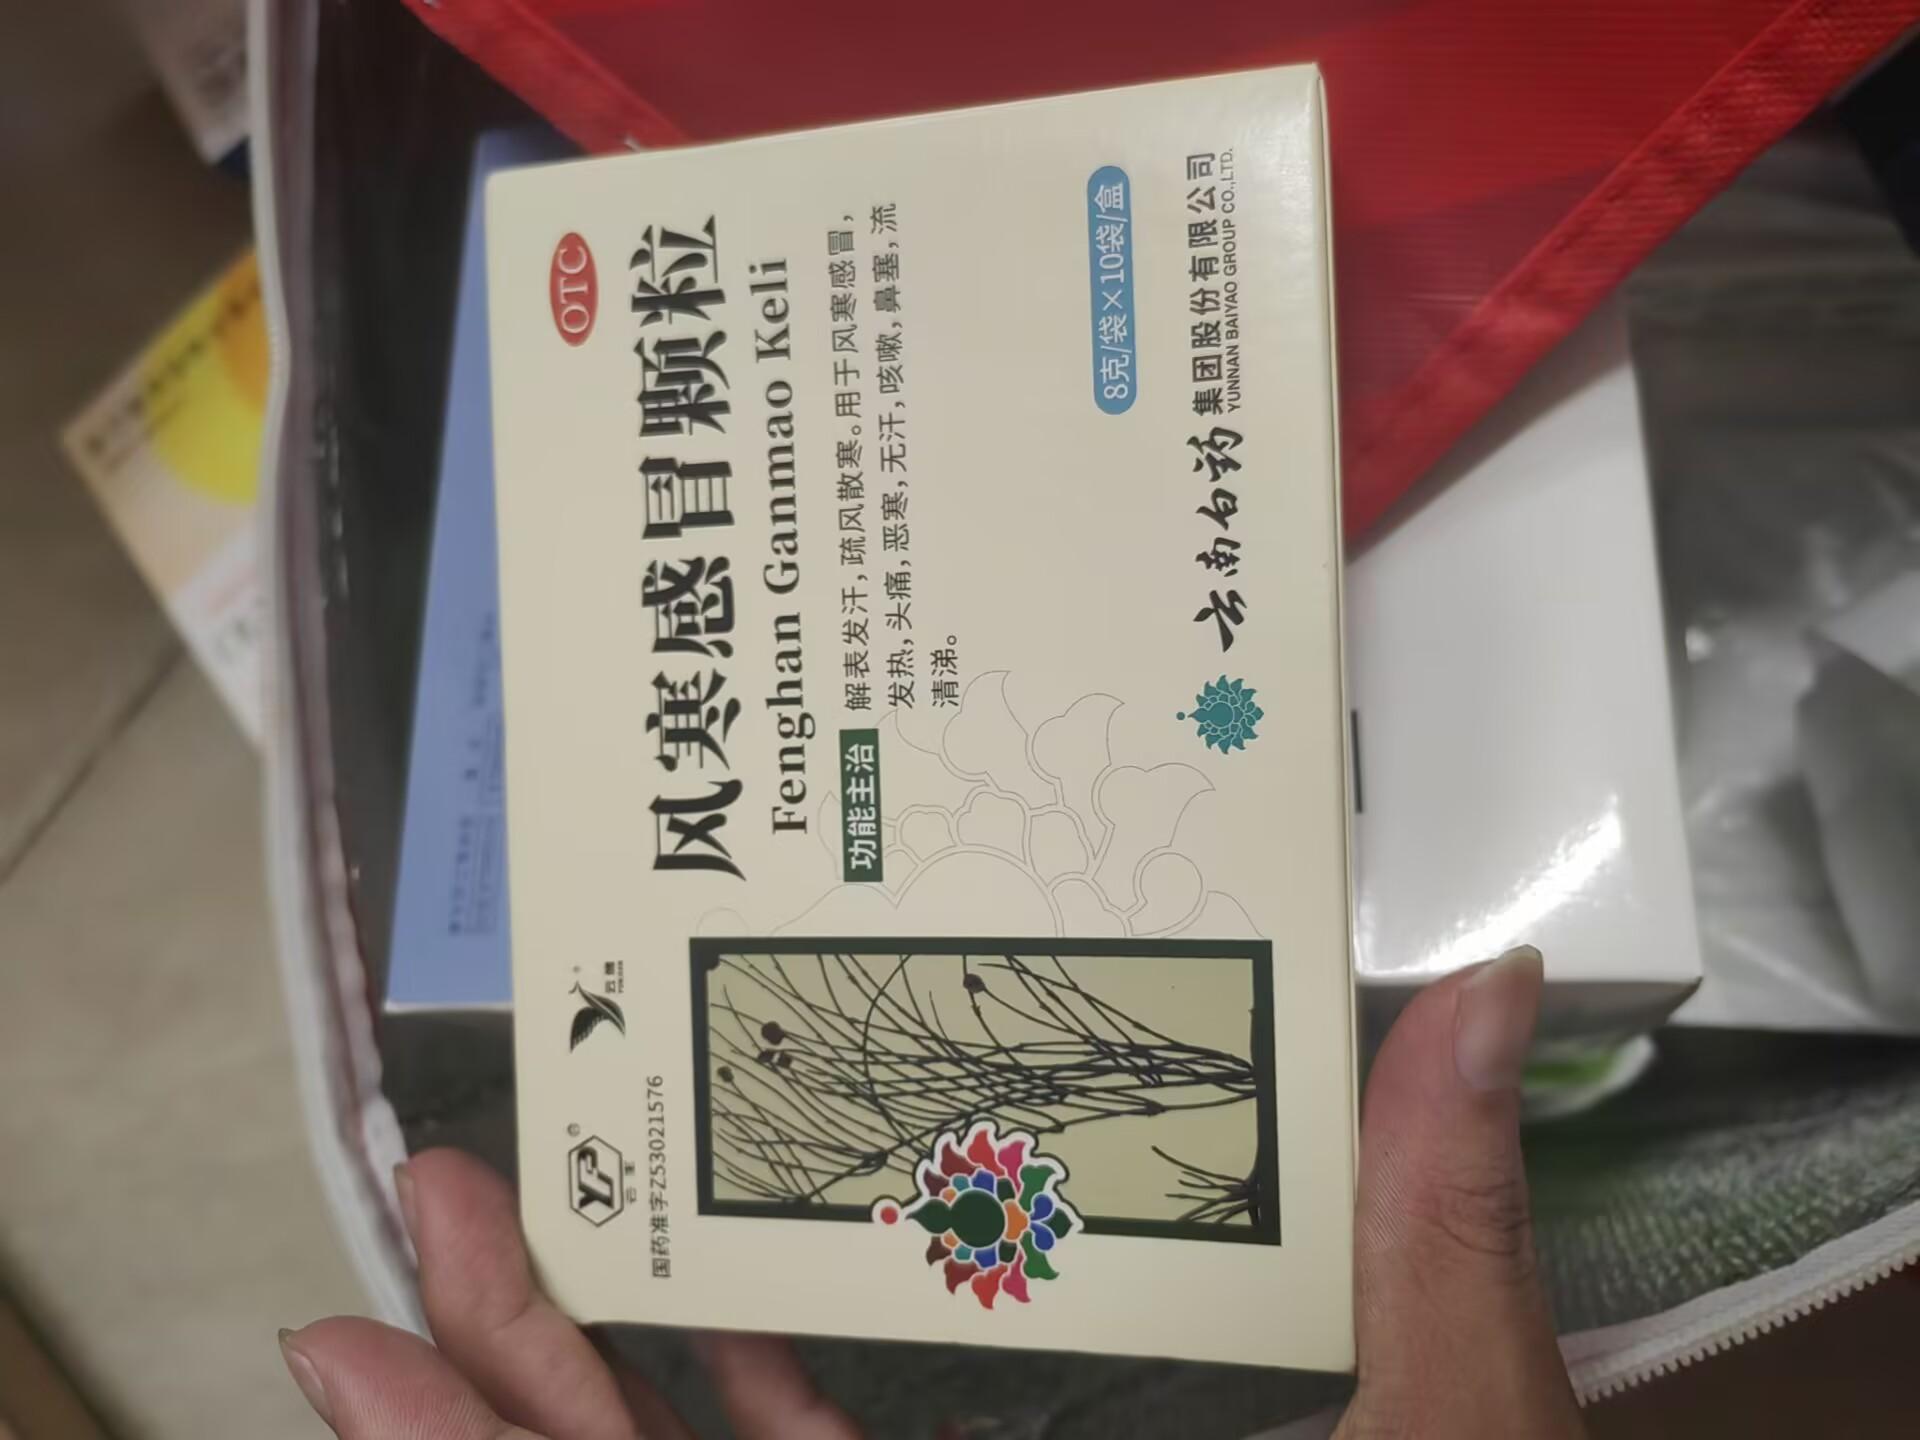 云丰
云健
国药准字Z53021576
OTC
风寒感冒颗粒
Fenghan Ganmao Keli
功能主治
解表发汗,疏风散寒。用于风寒感冒,
发热,头痛,恶寒,无汗,咳嗽,鼻塞,流
清涕。
8克/袋×10袋/盒
云南白药 集团股份有限公司
YUNNAN BAIYAO GROUP CO.,LTD.